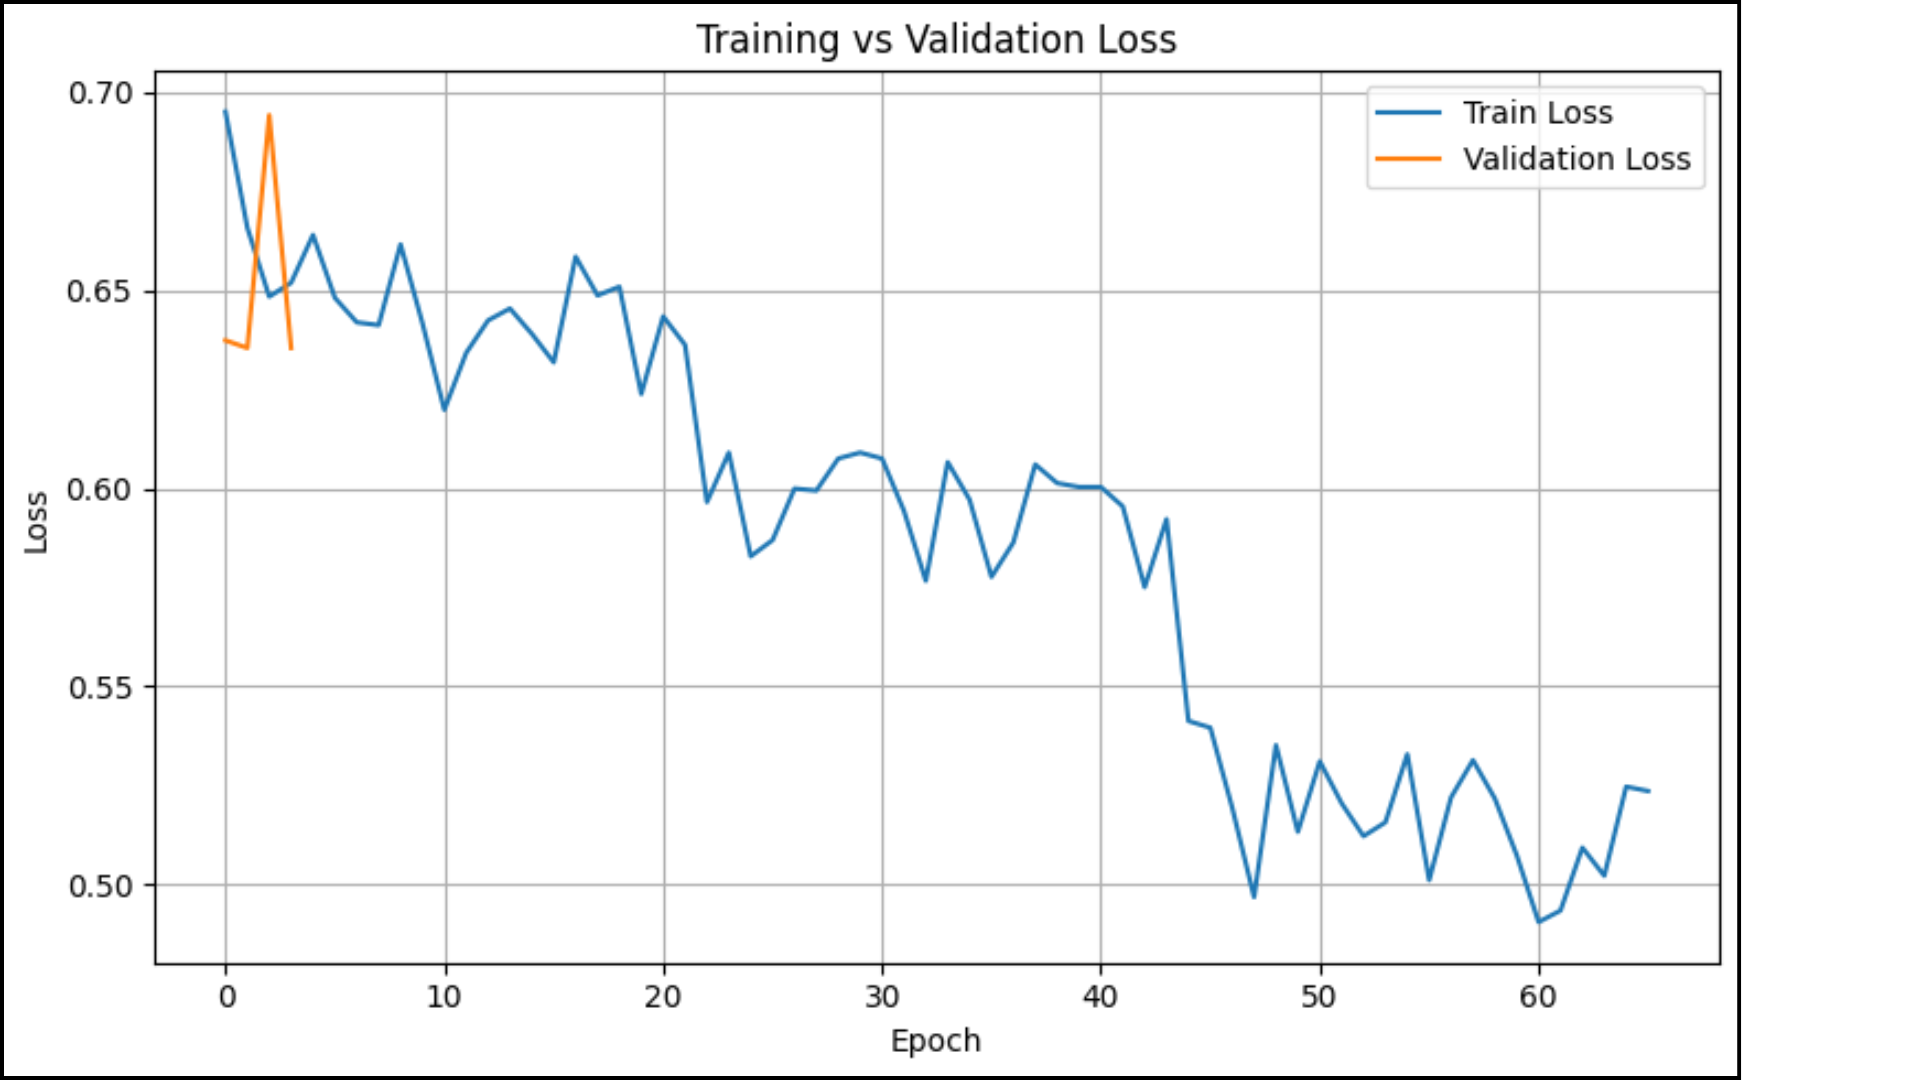 Training vs Validation Loss
Train Loss
Validation Loss
0.70
0.65
0.60
0.55
0.50
Loss
0 10 20 30 40 50 60
Epoch